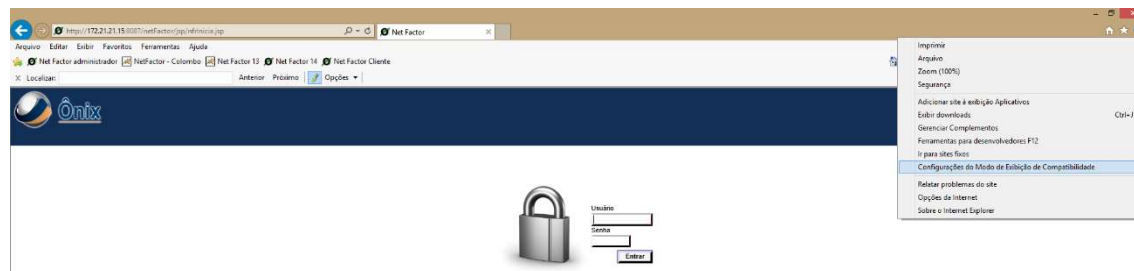 http://172.21.21.15:8087/netFactor/jsp/nfrinicia.jsp
Net Factor
Arquivo Editar Exibir Favoritos Ferramentas Ajuda
Net Factor administrador NetFactor - Colombo Net Factor 13 Net Factor 14 Net Factor Cliente
X Localizar: Anterior Próximo Opções
Ônix
Usuário
Senha
Entrar
Imprimir
Arquivo
Zoom (100%)
Segurança
Adicionar site à exibição Aplicativos
Exibir downloads Ctrl+J
Gerenciar Complementos
Ferramentas para desenvolvedores F12
Ir para sites fixos
Configurações do Modo de Exibição de Compatibilidade
Relatar problemas do site
Opções da Internet
Sobre o Internet Explorer